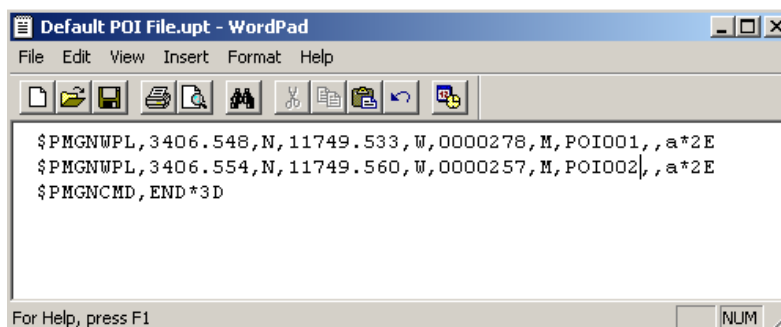 Default POI File.upt - WordPad
File Edit View Insert Format Help
$PMGNWPL,3406.548,N,11749.533,W,0000278,M,POI001,,a*2E
$PMGNWPL,3406.554,N,11749.560,W,0000257,M,POI002,,a*2E
$PMGNCMD,END*3D
For Help, press F1 NUM